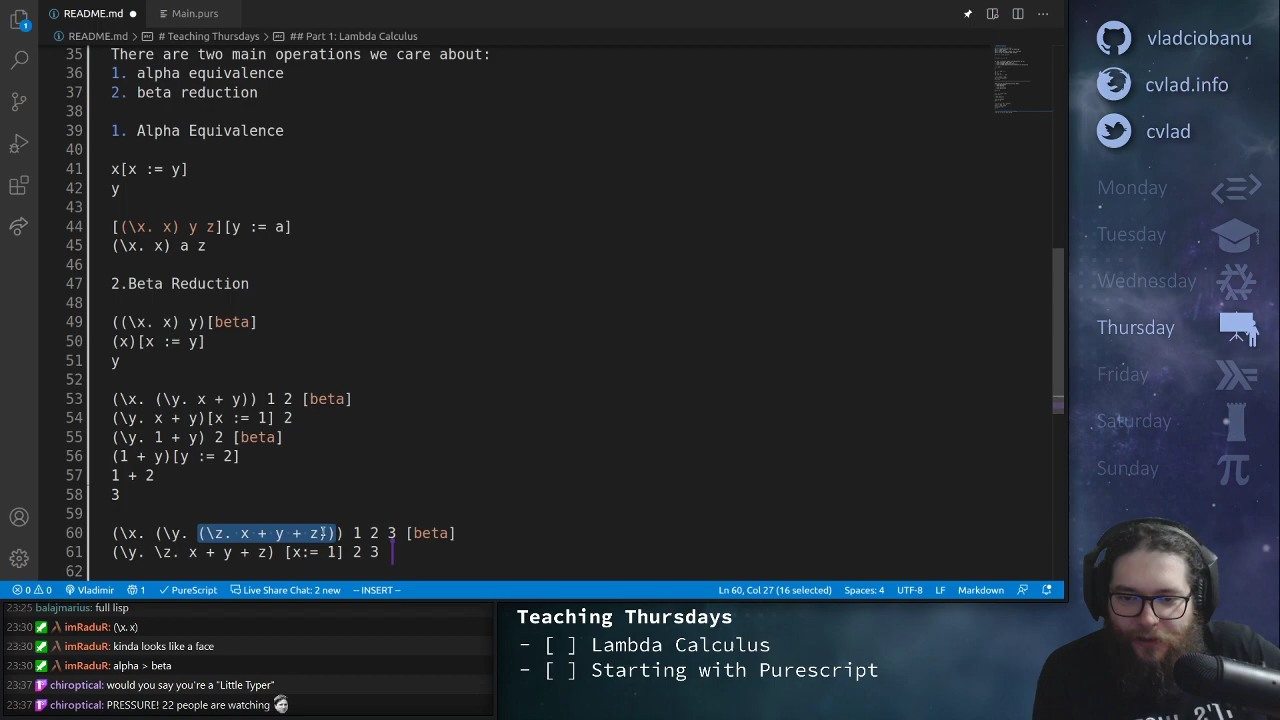 README.md
Main.purs
README.md > # Teaching Thursdays > ## Part 1: Lambda Calculus
35 There are two main operations we care about:
36 1. alpha equivalence
37 2. beta reduction
38
39 1. Alpha Equivalence
40
41 x[x := y]
42 y
43
44 [(\x. x) y z][y := a]
45 (\x. x) a z
46
47 2.Beta Reduction
48
49 ((\x. x) y)[beta]
50 (x)[x := y]
51 y
52
53 (\x. (\y. x + y)) 1 2 [beta]
54 (\y. x + y)[x := 1] 2
55 (\y. 1 + y) 2 [beta]
56 (1 + y)[y := 2]
57 1 + 2
58 3
59
60 (\x. (\y. (\z. x + y + z))) 1 2 3 [beta]
61 (\y. \z. x + y + z) [x:= 1] 2 3
62
1
0 0 Vladimir 1 PureScript Live Share Chat: 2 new -- INSERT -- Ln 60, Col 27 (16 selected) Spaces: 4 UTF-8 LF Markdown
vladciobanu
cvlad.info
cvlad
Monday
Tuesday
Wednesday
Thursday
Friday
Saturday
Sunday
23:25 balajmarius: full lisp
23:30 imRaduR: (\x. x)
23:30 imRaduR: kinda looks like a face
23:30 imRaduR: alpha > beta
23:37 chiroptical: would you say you're a "Little Typer"
23:37 chiroptical: PRESSURE! 22 people are watching
Teaching Thursdays
- [ ] Lambda Calculus
- [ ] Starting with Purescript